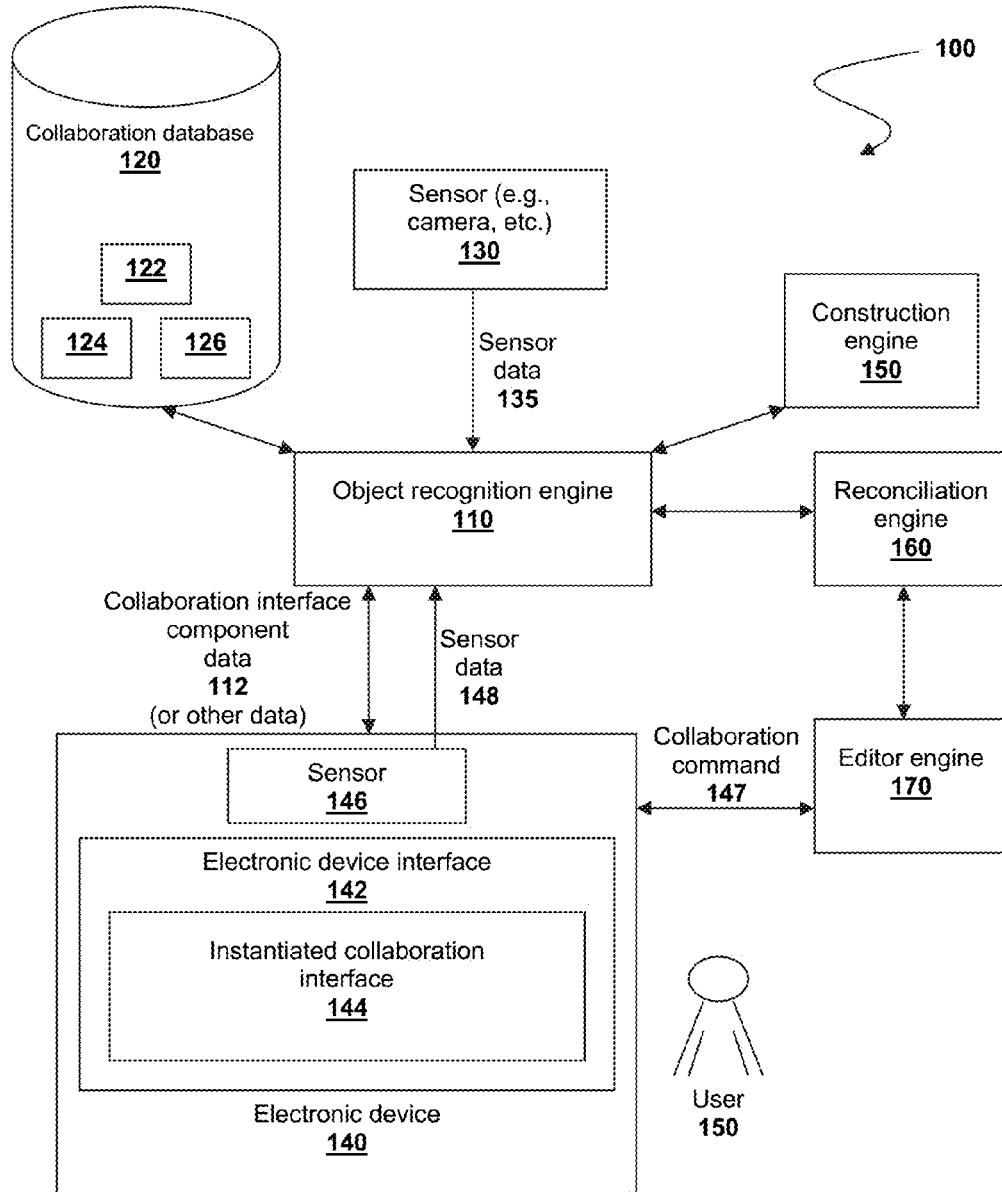 100
Collaboration database
120
122
124
126
Sensor (e.g.,
camera, etc.)
130
Sensor
data
135
Construction
engine
150
Object recognition engine
110
Reconciliation
engine
160
Collaboration interface
component
data
112
(or other data)
Sensor
data
148
Collaboration
command
147
Editor engine
170
Sensor
146
Electronic device interface
142
Instantiated collaboration
interface
144
Electronic device
140
User
150